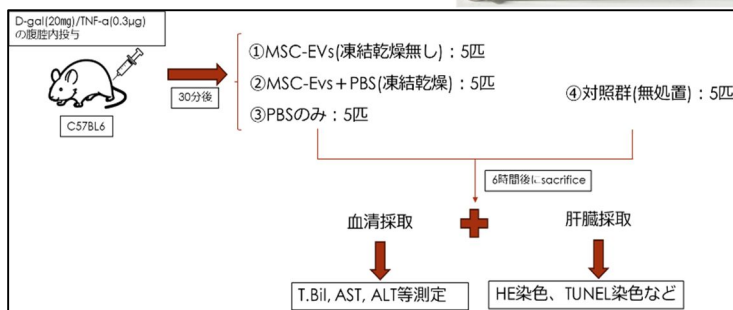 D-gal(20㎎)/TNF-a(0.3μg)
の腹腔内投与
C57BL6
30分後
①MSC-EVs(凍結乾燥無し)：5匹
②MSC-Evs+PBS(凍結乾燥)：5匹
③PBSのみ：5匹
④対照群(無処置)：5匹
6時間後にsacrifice
血清採取
肝臓採取
T.Bil, AST, ALT等測定
HE染色、TUNEL染色など